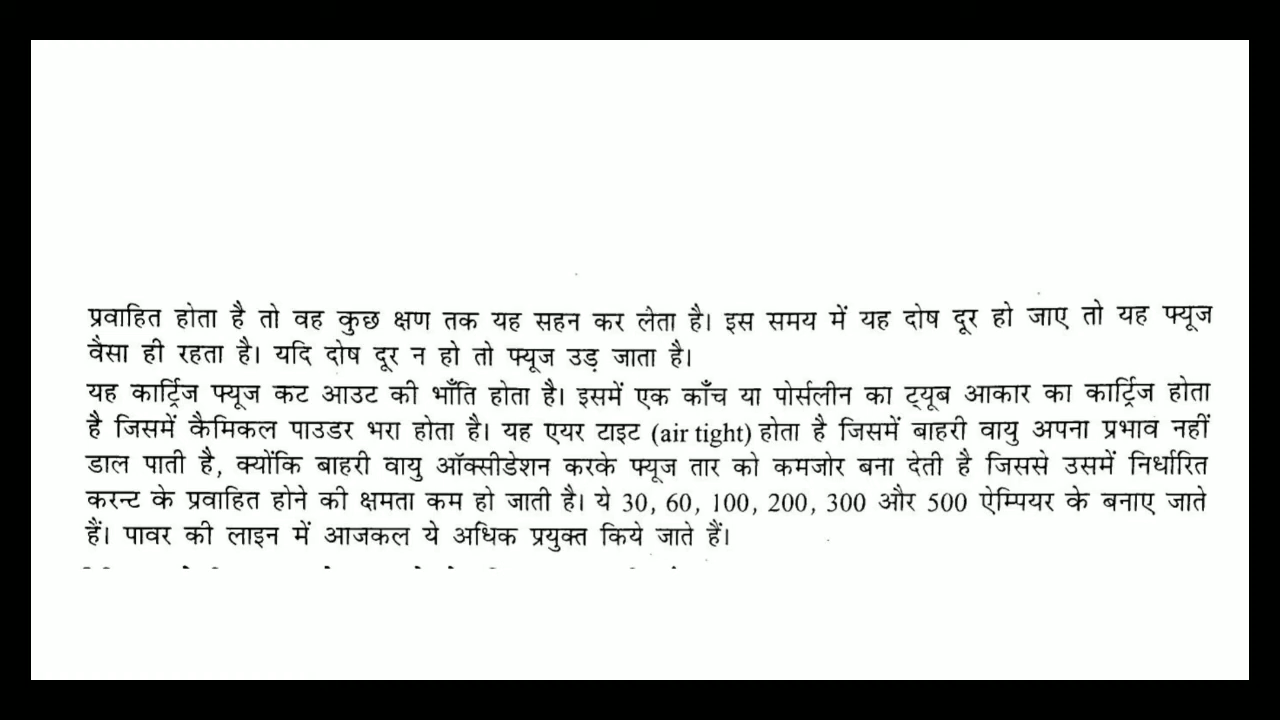 प्रवाहित होता है तो वह कुछ क्षण तक यह सहन कर लेता है। इस समय में यह दोष दूर हो जाए तो यह फ्यूज
वैसा ही रहता है। यदि दोष दूर न हो तो फ्यूज उड़ जाता है।
यह कार्ट्रिज फ्यूज कट आउट की भाँति होता है। इसमें एक काँच या पोर्सलीन का ट्यूब आकार का कार्ट्रिज होता
है जिसमें कैमिकल पाउडर भरा होता है। यह एयर टाइट (air tight) होता है जिसमें बाहरी वायु अपना प्रभाव नहीं
डाल पाती है, क्योंकि बाहरी वायु ऑक्सीडेशन करके फ्यूज तार को कमजोर बना देती है जिससे उसमें निर्धारित
करन्ट के प्रवाहित होने की क्षमता कम हो जाती है। ये 30, 60, 100, 200, 300 और 500 ऐम्पियर के बनाए जाते
हैं। पावर की लाइन में आजकल ये अधिक प्रयुक्त किये जाते हैं।